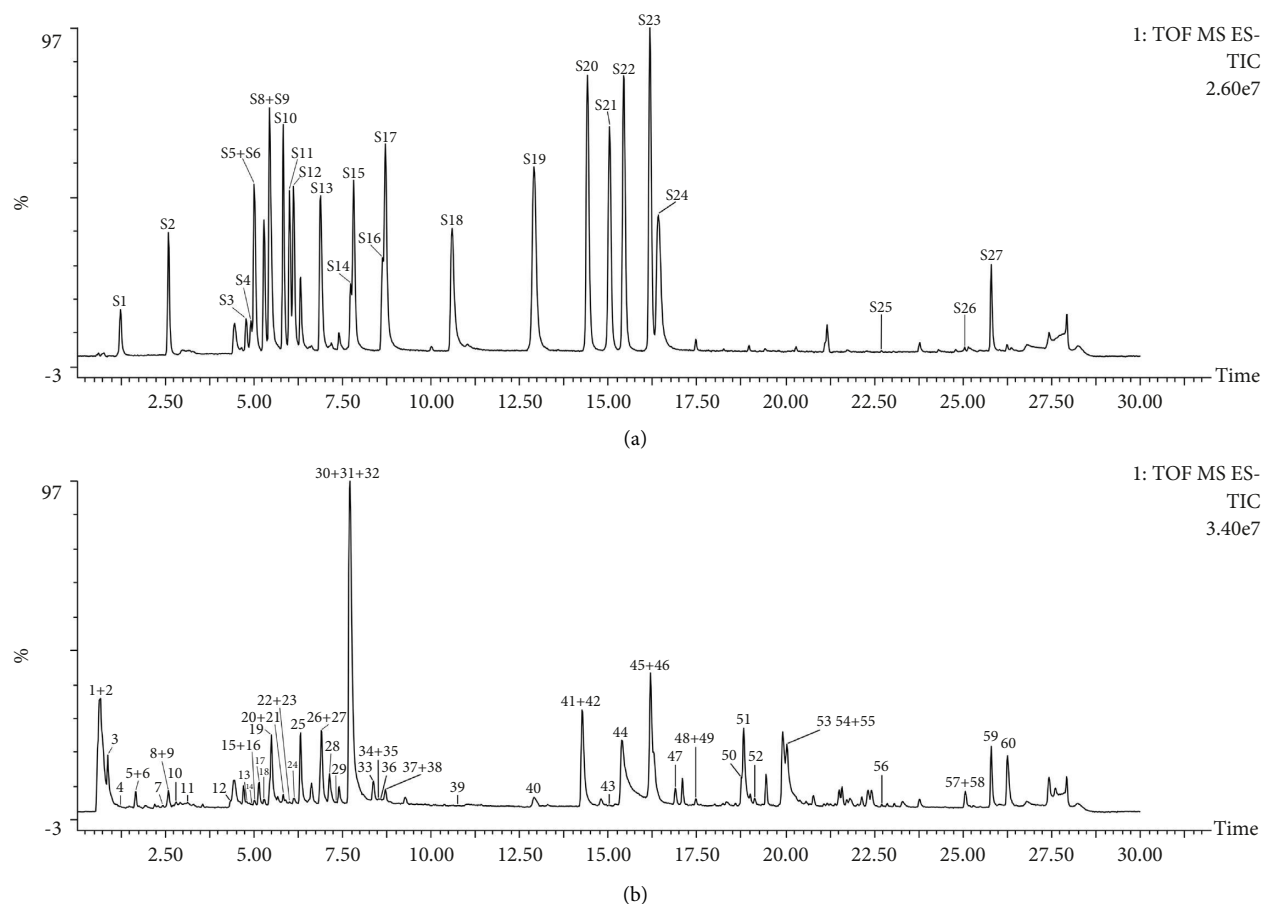 97
1: TOF MS ES-
TIC
2.60e7
S23
S20
S22
S8+S9
S10
S21
S5+S6
S11
S12
S17
S19
S13
S15
S24
S2
S16
S18
S14
S4
S3
S1
S27
S25
S26
%
-3
Time
2.50
5.00
7.50
10.00
12.50
15.00
17.50
20.00
22.50
25.00
27.50
30.00
(a)
97
1: TOF MS ES-
TIC
3.40e7
30+31+32
1+2
3
4
5+6
7
8+9
10
11
12
13
14
15+16
17
18
19
20+21
22+23
24
25
26+27
28
29
33
34+35
36
37+38
39
40
41+42
43
44
45+46
47
48+49
50
51
52
53 54+55
56
57+58
59
60
%
-3
Time
2.50
5.00
7.50
10.00
12.50
15.00
17.50
20.00
22.50
25.00
27.50
30.00
(b)